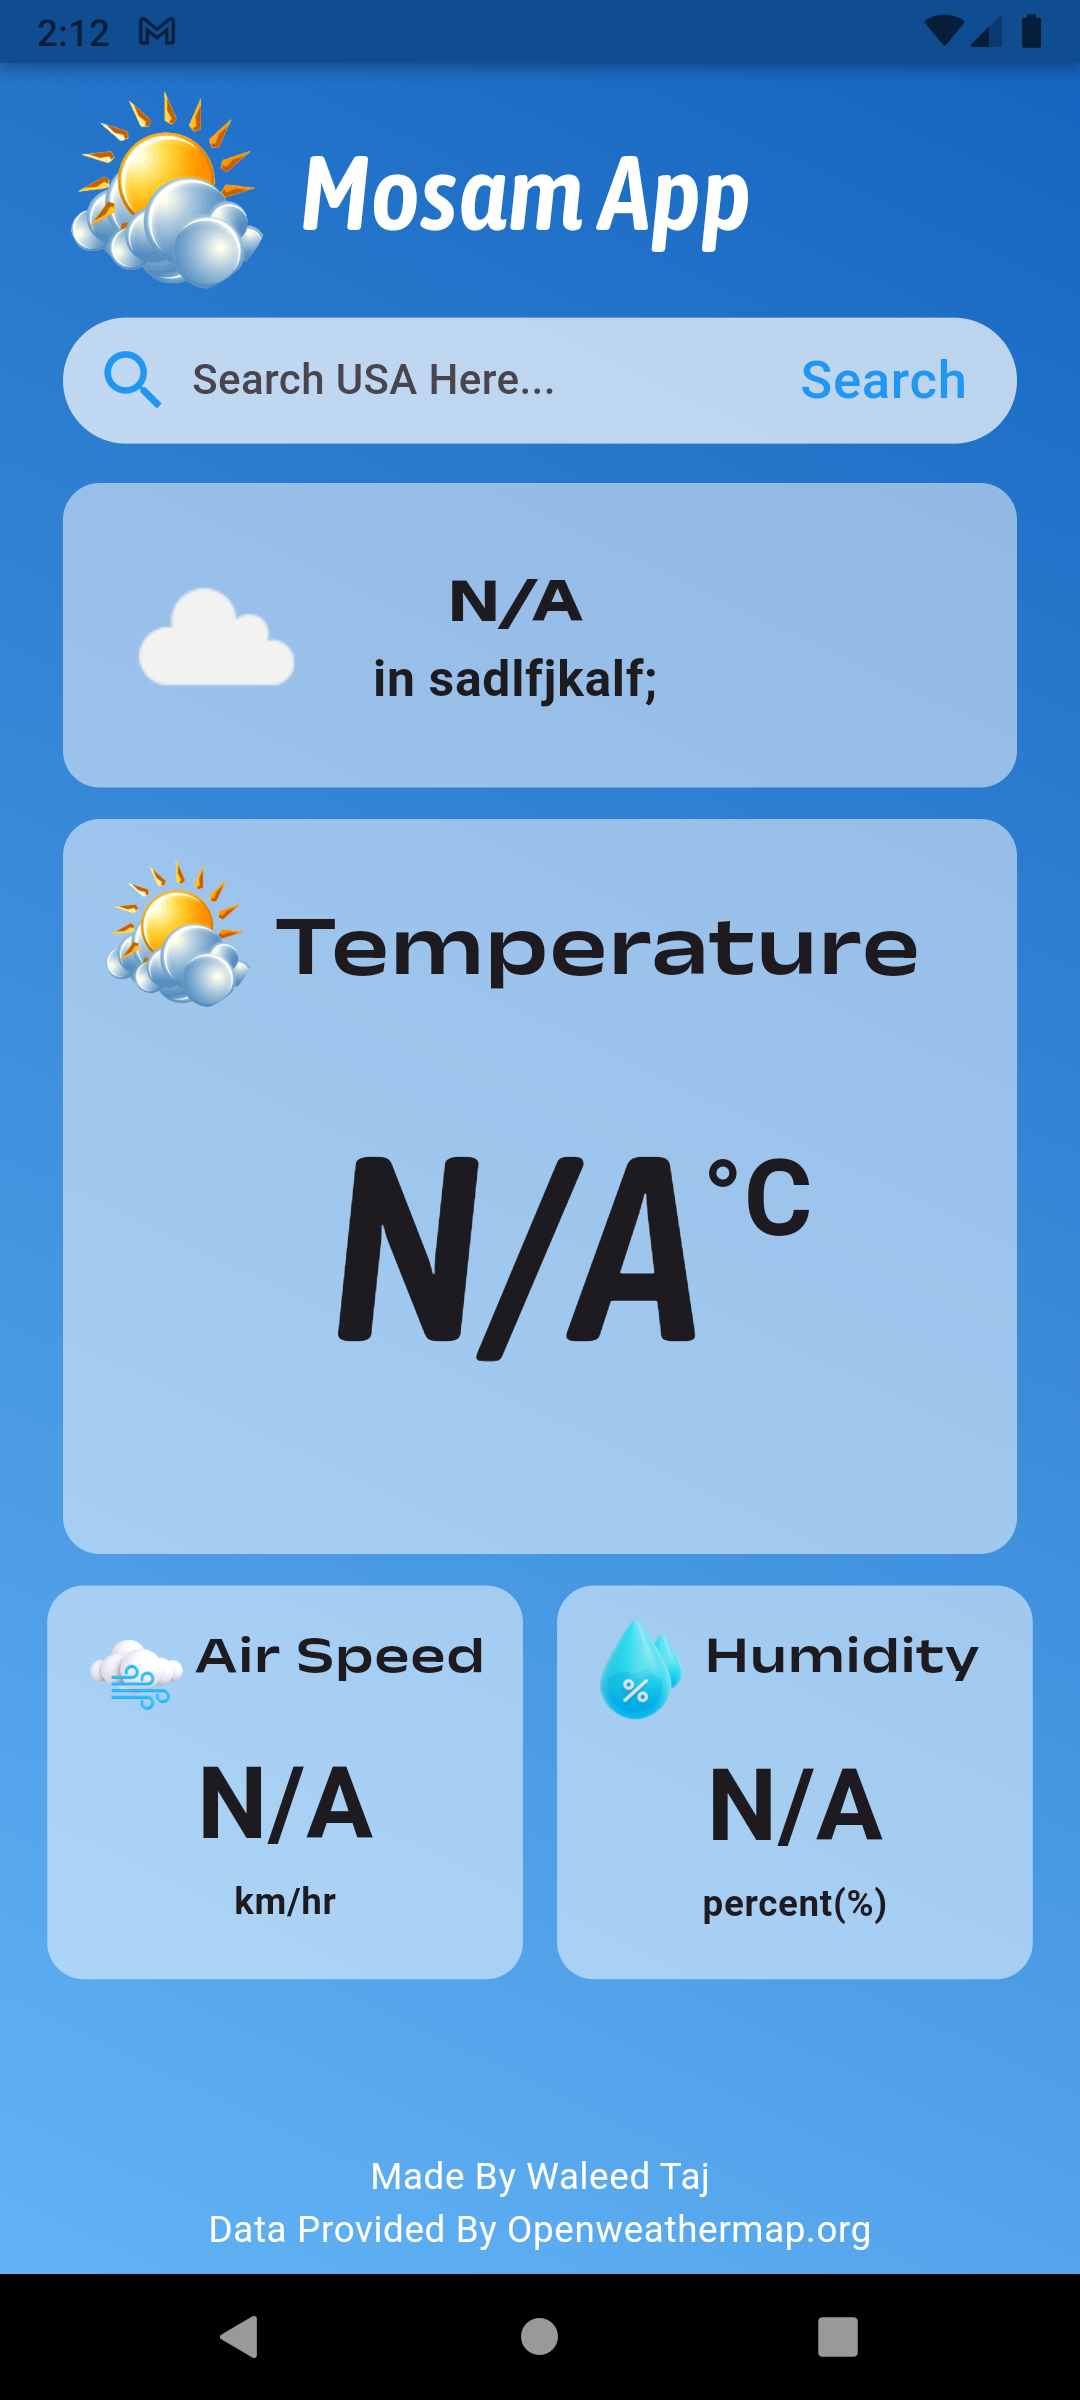 2:12
Mosam App
Search USA Here...
Search
N/A
in sadlfjkalf;
Temperature
N/A°C
Air Speed
N/A
km/hr
Humidity
%
N/A
percent(%)
Made By Waleed Taj
Data Provided By Openweathermap.org